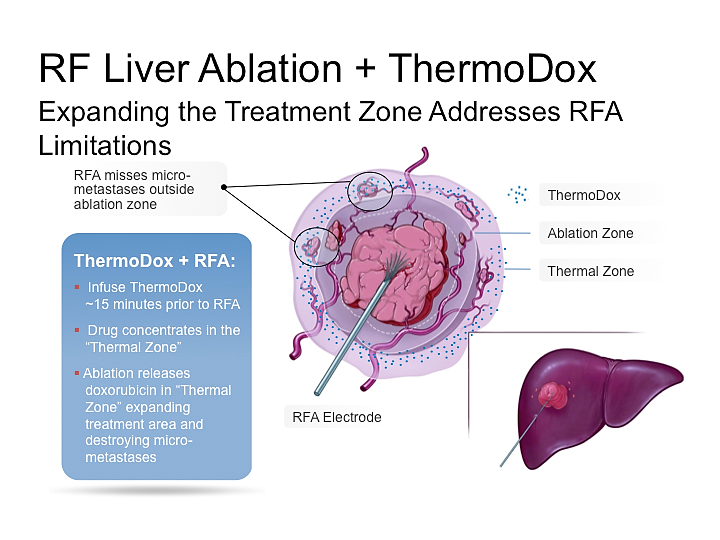 RF Liver Ablation + ThermoDox
Expanding the Treatment Zone Addresses RFA
Limitations
RFA misses micro-
metastases outside
ablation zone
ThermoDox + RFA:
▪ Infuse ThermoDox
~15 minutes prior to RFA
▪ Drug concentrates in the
“Thermal Zone”
▪ Ablation releases
doxorubicin in “Thermal
Zone” expanding
treatment area and
destroying micro-
metastases
ThermoDox
Ablation Zone
Thermal Zone
RFA Electrode